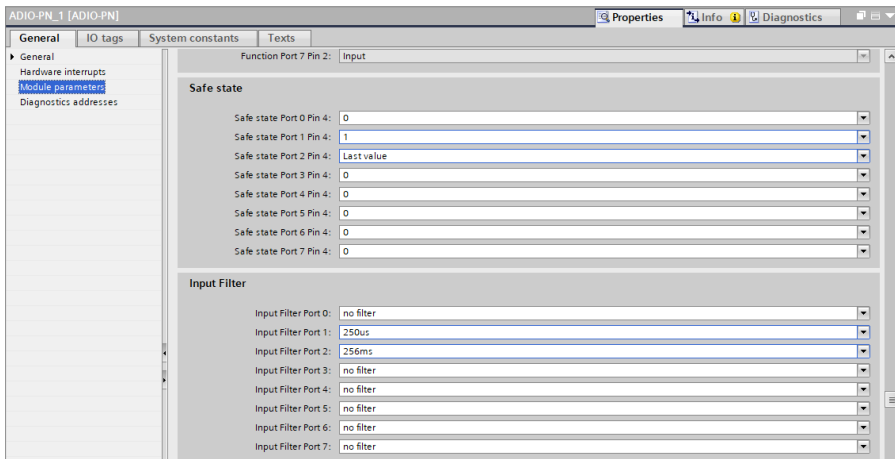 ADIO-PN_1 [ADIO-PN]
Properties Info Diagnostics
General IO tags System constants Texts
General
Hardware interrupts
Module parameters
Diagnostics addresses
Function Port 7 Pin 2: Input
Safe state
Safe state Port 0 Pin 4: 0
Safe state Port 1 Pin 4: 1
Safe state Port 2 Pin 4: Last value
Safe state Port 3 Pin 4: 0
Safe state Port 4 Pin 4: 0
Safe state Port 5 Pin 4: 0
Safe state Port 6 Pin 4: 0
Safe state Port 7 Pin 4: 0
Input Filter
Input Filter Port 0: no filter
Input Filter Port 1: 250us
Input Filter Port 2: 256ms
Input Filter Port 3: no filter
Input Filter Port 4: no filter
Input Filter Port 5: no filter
Input Filter Port 6: no filter
Input Filter Port 7: no filter